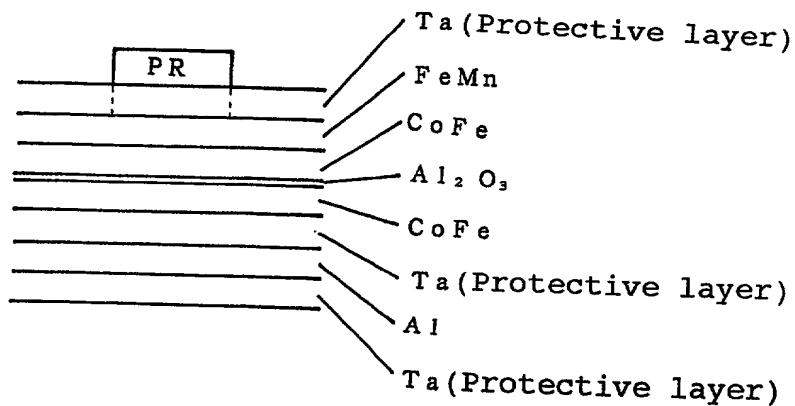 PR
Ta(Protective layer)
FeMn
CoFe
Al₂O₃
CoFe
Ta(Protective layer)
Al
Ta(Protective layer)